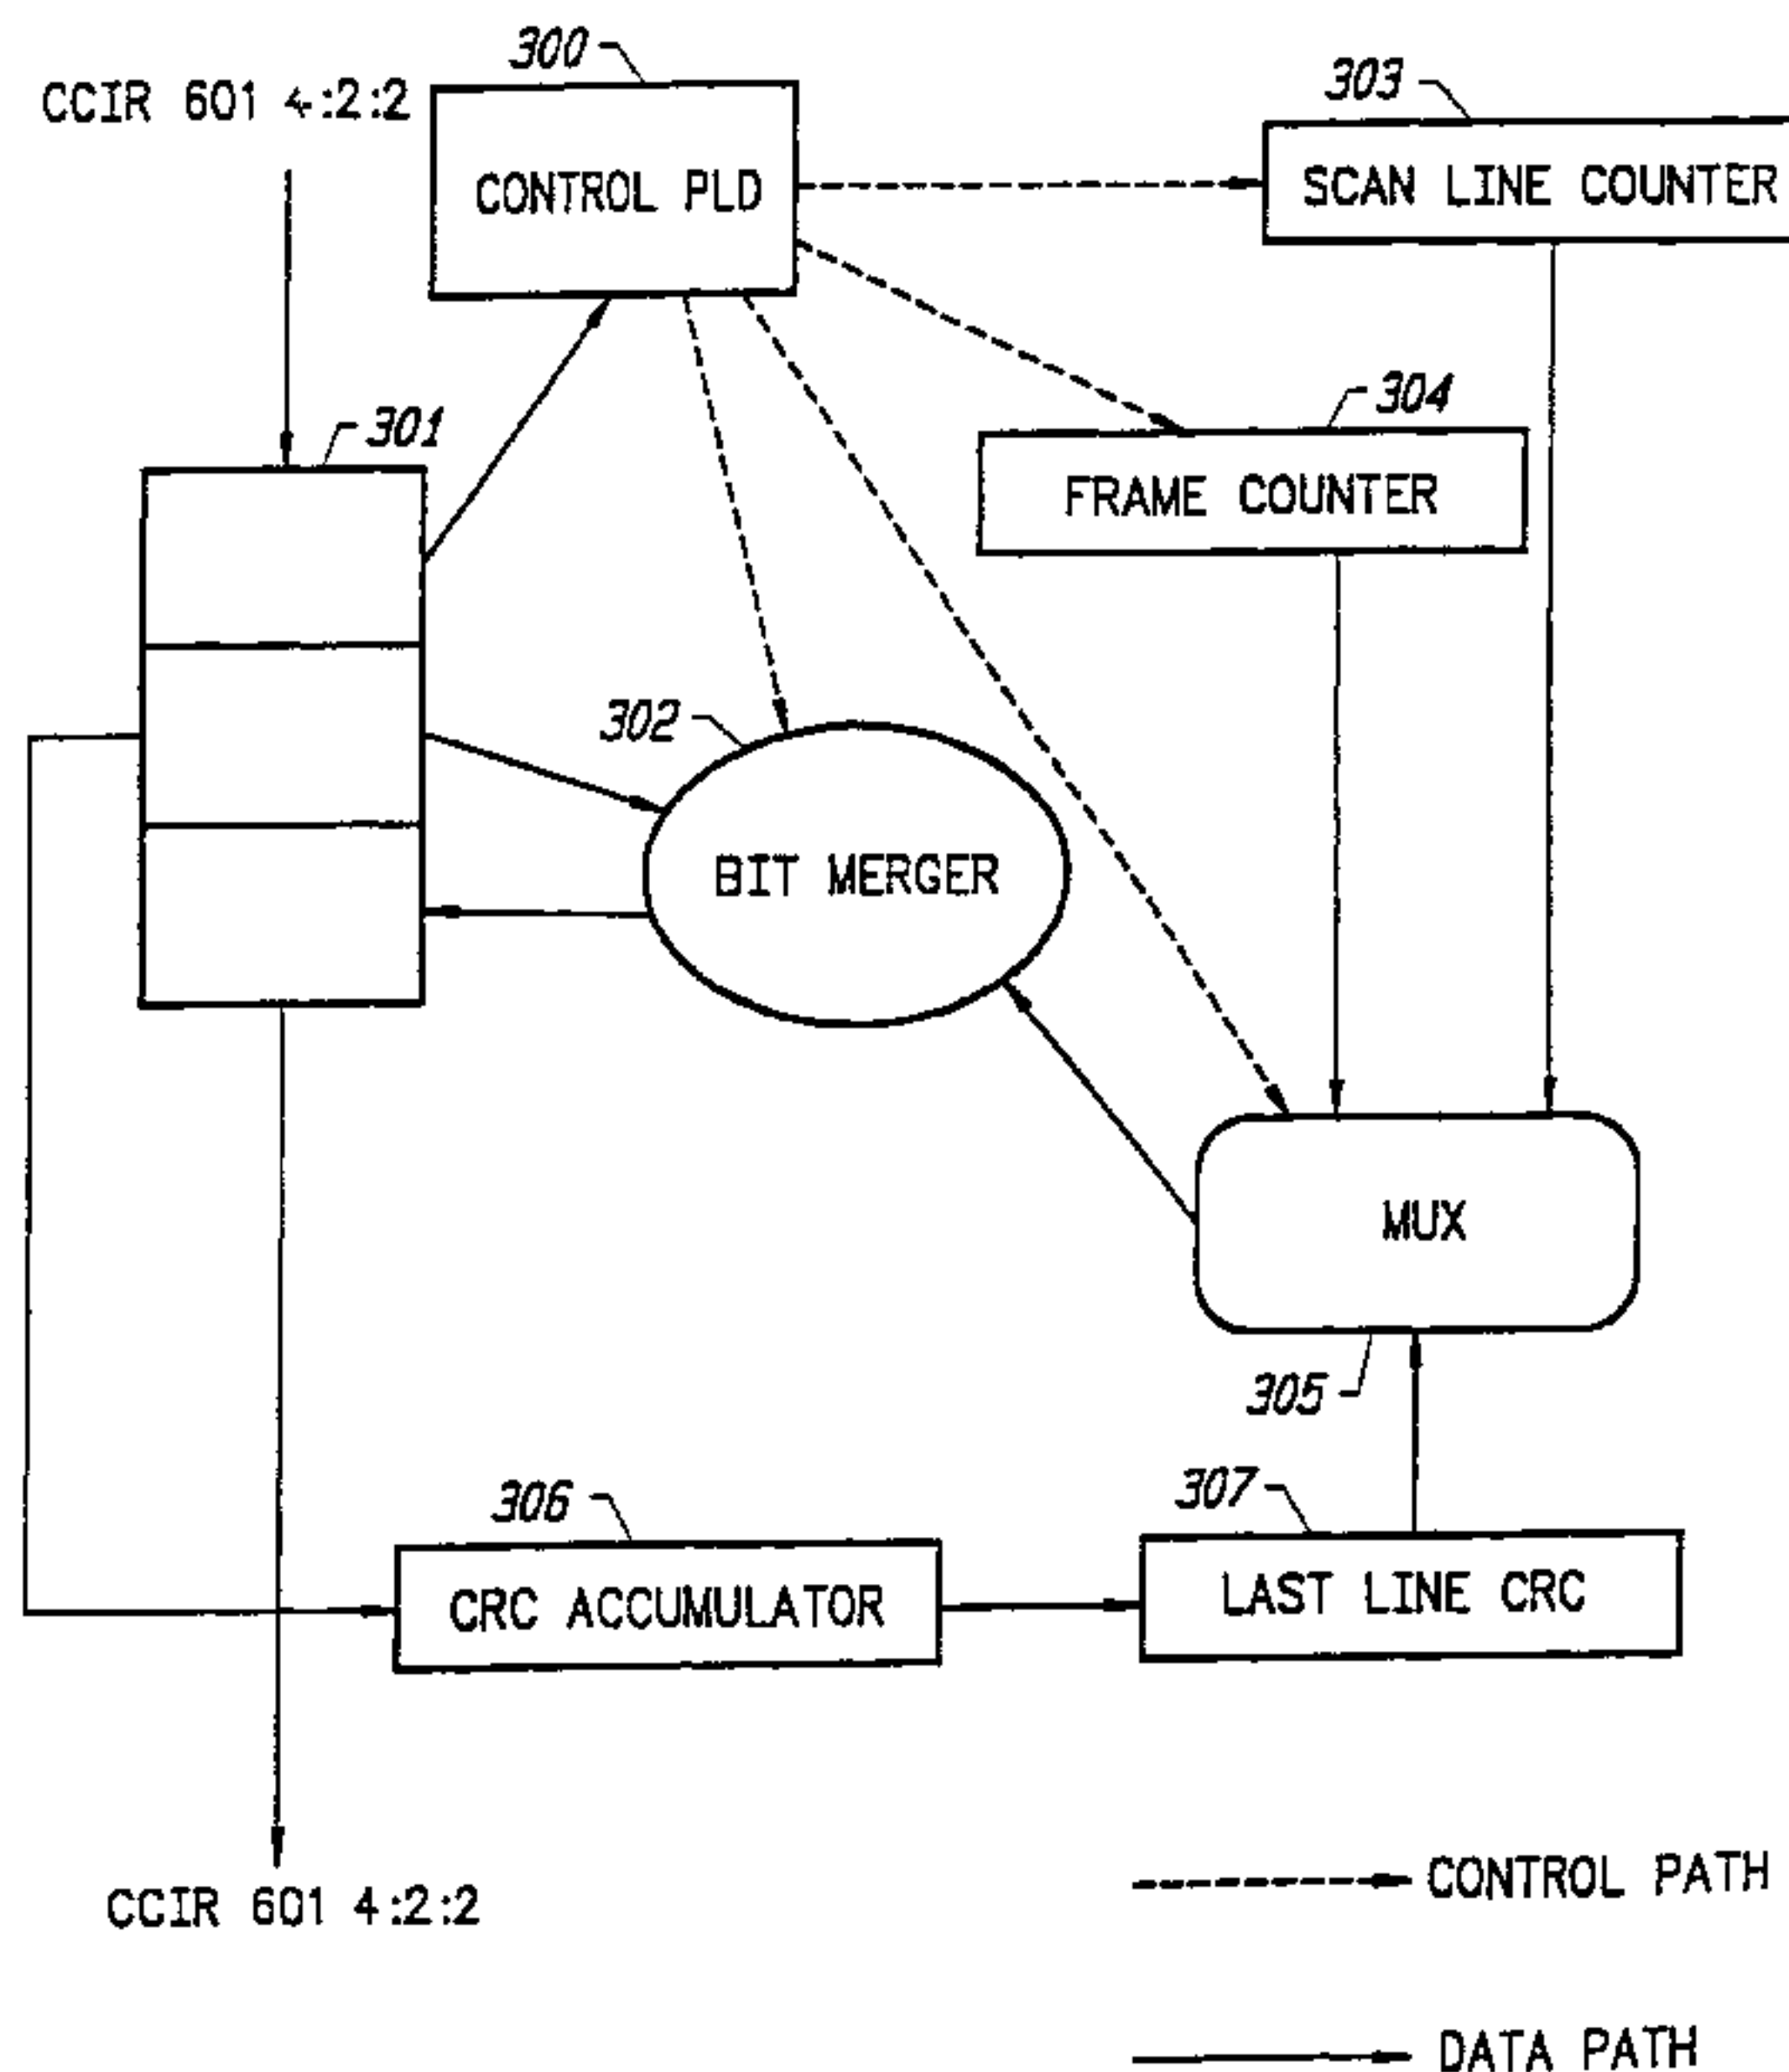 300
303
CCIR 601 4:2:2
CONTROL PLD
SCAN LINE COUNTER
304
301
FRAME COUNTER
302
BIT MERGER
MUX
305
306
307
CRC ACCUMULATOR
LAST LINE CRC
CONTROL PATH
CCIR 601 4:2:2
DATA PATH